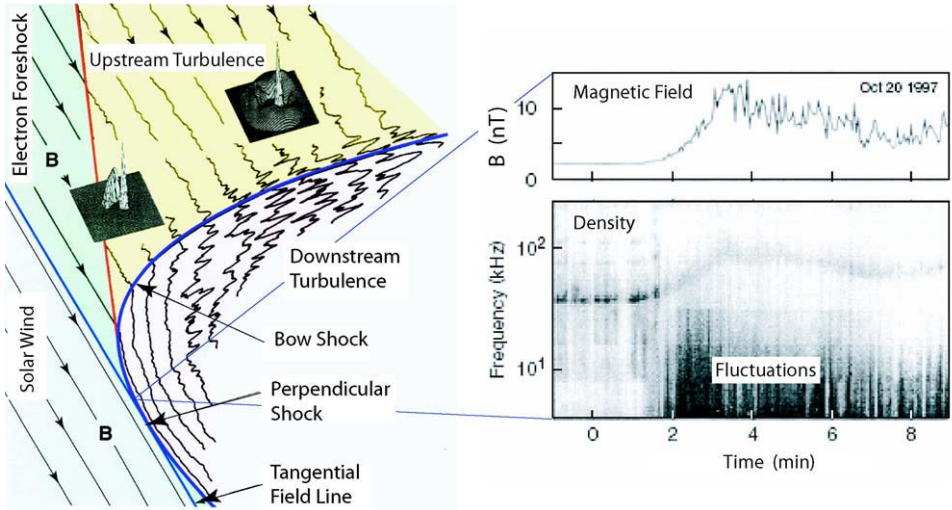 Electron Foreshock
Upstream Turbulence
B
Solar Wind
B
Downstream
Turbulence
Bow Shock
Perpendicular
Shock
Tangential
Field Line
Magnetic Field
Oct 20 1997
B (nT)
10
0
Density
Frequency (kHz)
10²
10¹
Fluctuations
0 2 4 6 8
Time (min)